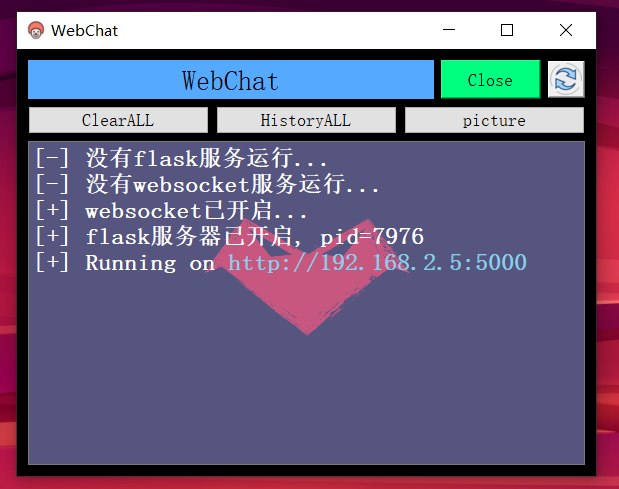 WebChat
WebChat
Close
ClearALL
HistoryALL
picture
[-] 没有flask服务运行...
[-] 没有websocket服务运行...
[+] websocket已开启...
[+] flask服务器已开启, pid=7976
[+] Running on http://192.168.2.5:5000